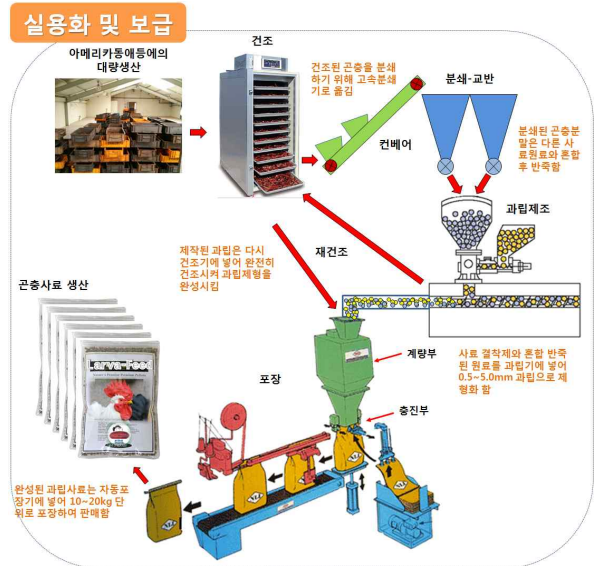 실용화 및 보급
아메리카동애등에의
대량생산
건조
건조된 곤충을 분쇄
하기 위해 고속분쇄
기로 옮김
컨베어
분쇄-교반
분쇄된 곤충분
말은 다른 사
료원료와 혼합
후 반죽함
과립제조
제작된 과립은 다시
건조기에 넣어 완전히
건조시켜 과립제형을
완성시킴
재건조
곤충사료 생산
Larva-Feed
계량부
사료 결착제와 혼합 반죽
된 원료를 과립기에 넣어
0.5~5.0mm 과립으로 제
형화 함
포장
충진부
완성된 과립사료는 자동포
장기에 넣어 10~20kg 단
위로 포장하여 판매함